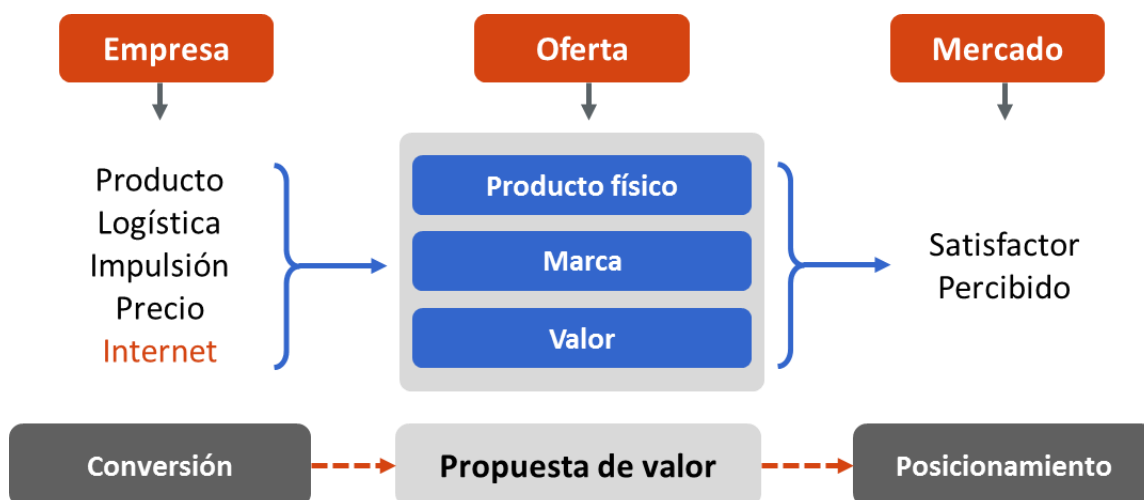 Empresa
Oferta
Mercado
Producto
Logística
Impulsión
Precio
Internet
Producto físico
Marca
Valor
Satisfactor
Percibido
Conversión
Propuesta de valor
Posicionamiento